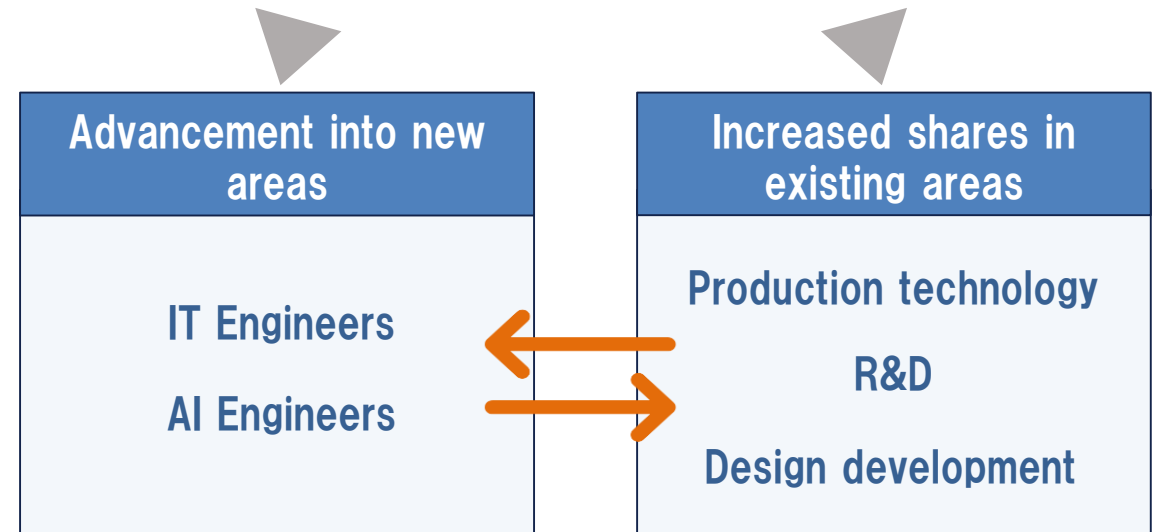 Advancement into new
areas
IT Engineers
AI Engineers
Increased shares in
existing areas
Production technology
R&D
Design development